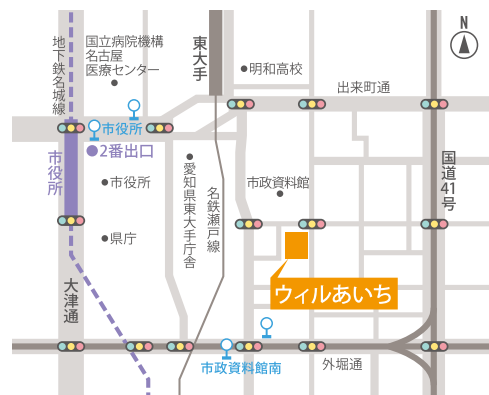 N
地下鉄名城線
国立病院機構
名古屋
医療センター
東大手
明和高校
出来町通
市役所
2番出口
市役所
市役所
県庁
愛知県東大手庁舎
名鉄瀬戸線
市政資料館
国道41号
ウィルあいち
大津通
市政資料館南
外堀通